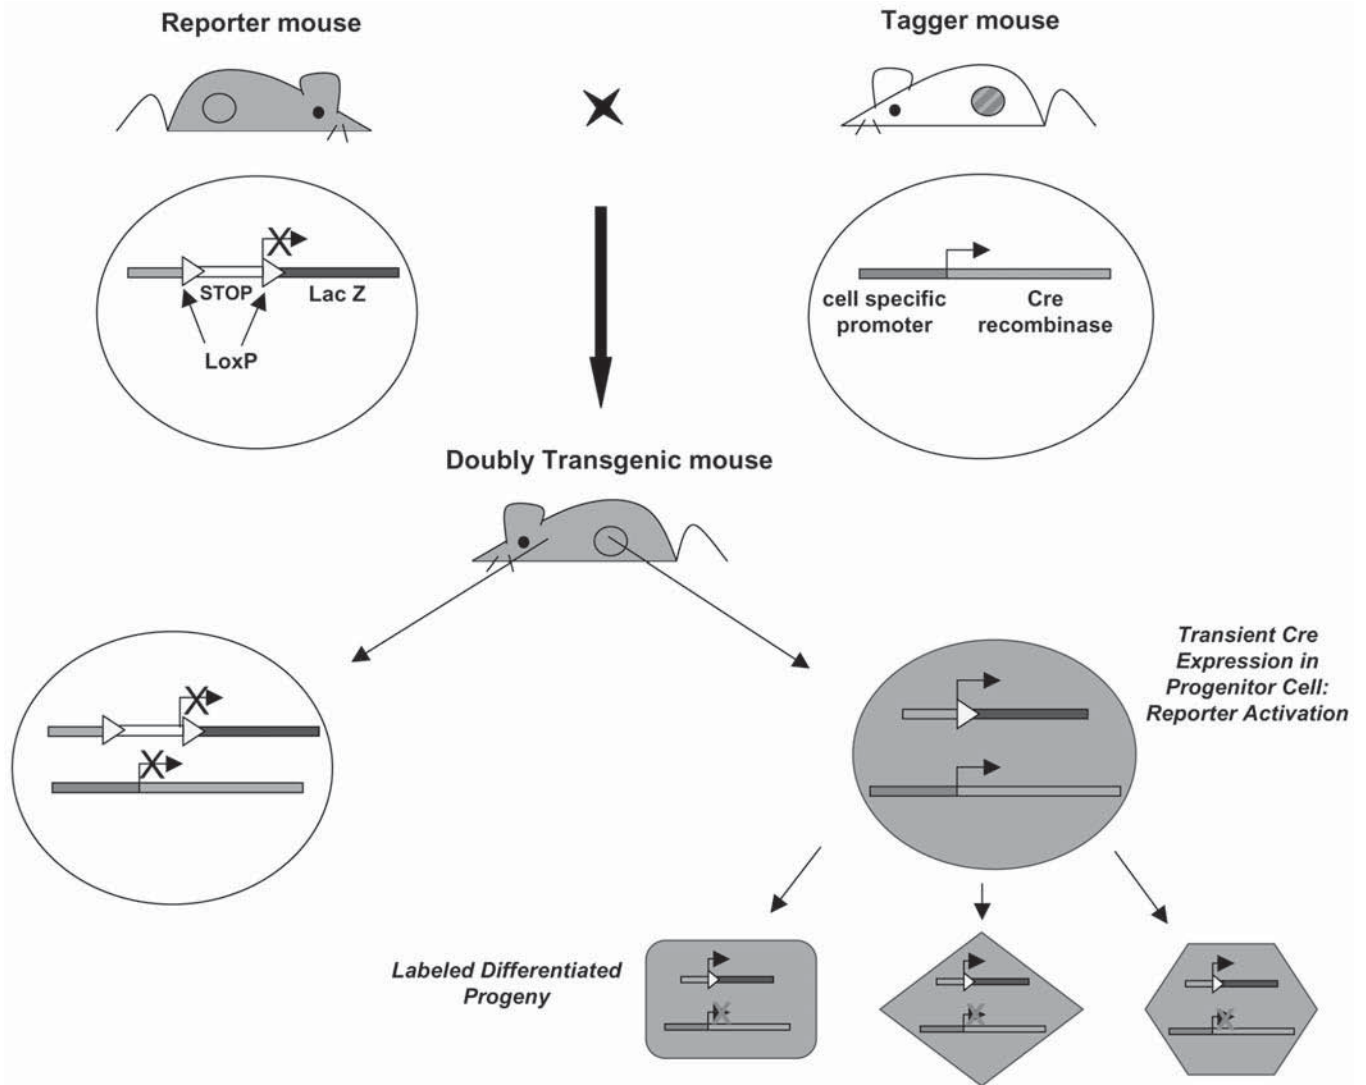 Reporter mouse
Tagger mouse
STOP
Lac Z
LoxP
cell specific
promoter
Cre
recombinase
Doubly Transgenic mouse
Transient Cre
Expression in
Progenitor Cell:
Reporter Activation
Labeled Differentiated
Progeny